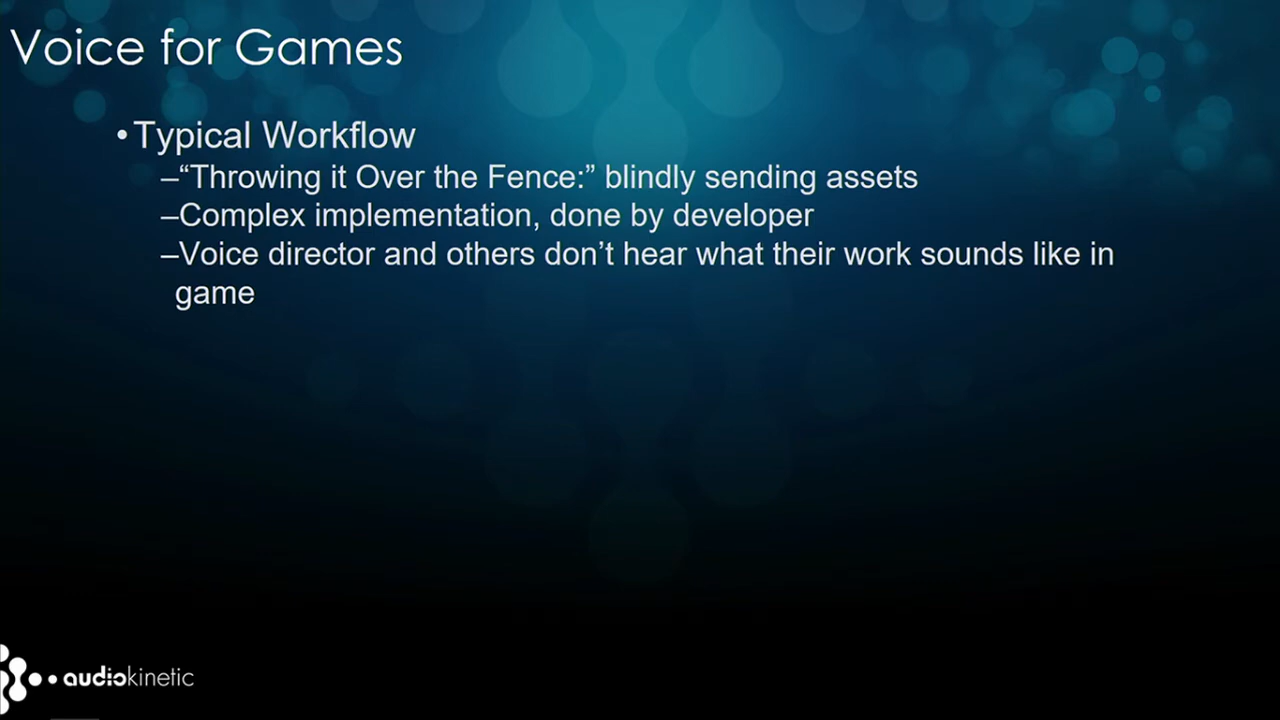 Voice for Games
•Typical Workflow
–“Throwing it Over the Fence:” blindly sending assets
–Complex implementation, done by developer
–Voice director and others don’t hear what their work sounds like in
game
audiokinetic